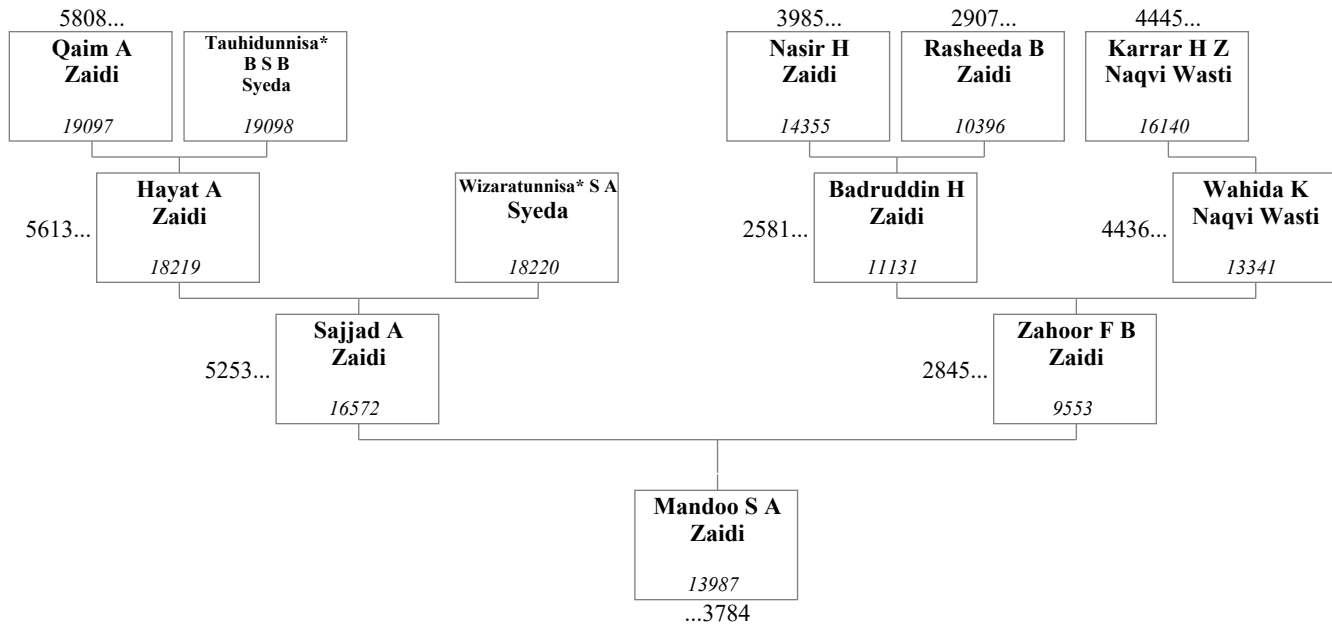 5808...
Qaim A
Zaidi
19097
Tauhidunnisa*
B S B
Syeda
19098
3985...
Nasir H
Zaidi
14355
2907...
Rasheeda B
Zaidi
10396
4445...
Karrar H Z
Naqvi Wasti
16140
5613...
Hayat A
Zaidi
18219
Wizaratunnisa* S A
Syeda
18220
2581...
Badruddin H
Zaidi
11131
4436...
Wahida K
Naqvi Wasti
13341
5253...
Sajjad A
Zaidi
16572
2845...
Zahoor F B
Zaidi
9553
Mandoo S A
Zaidi
13987
...3784